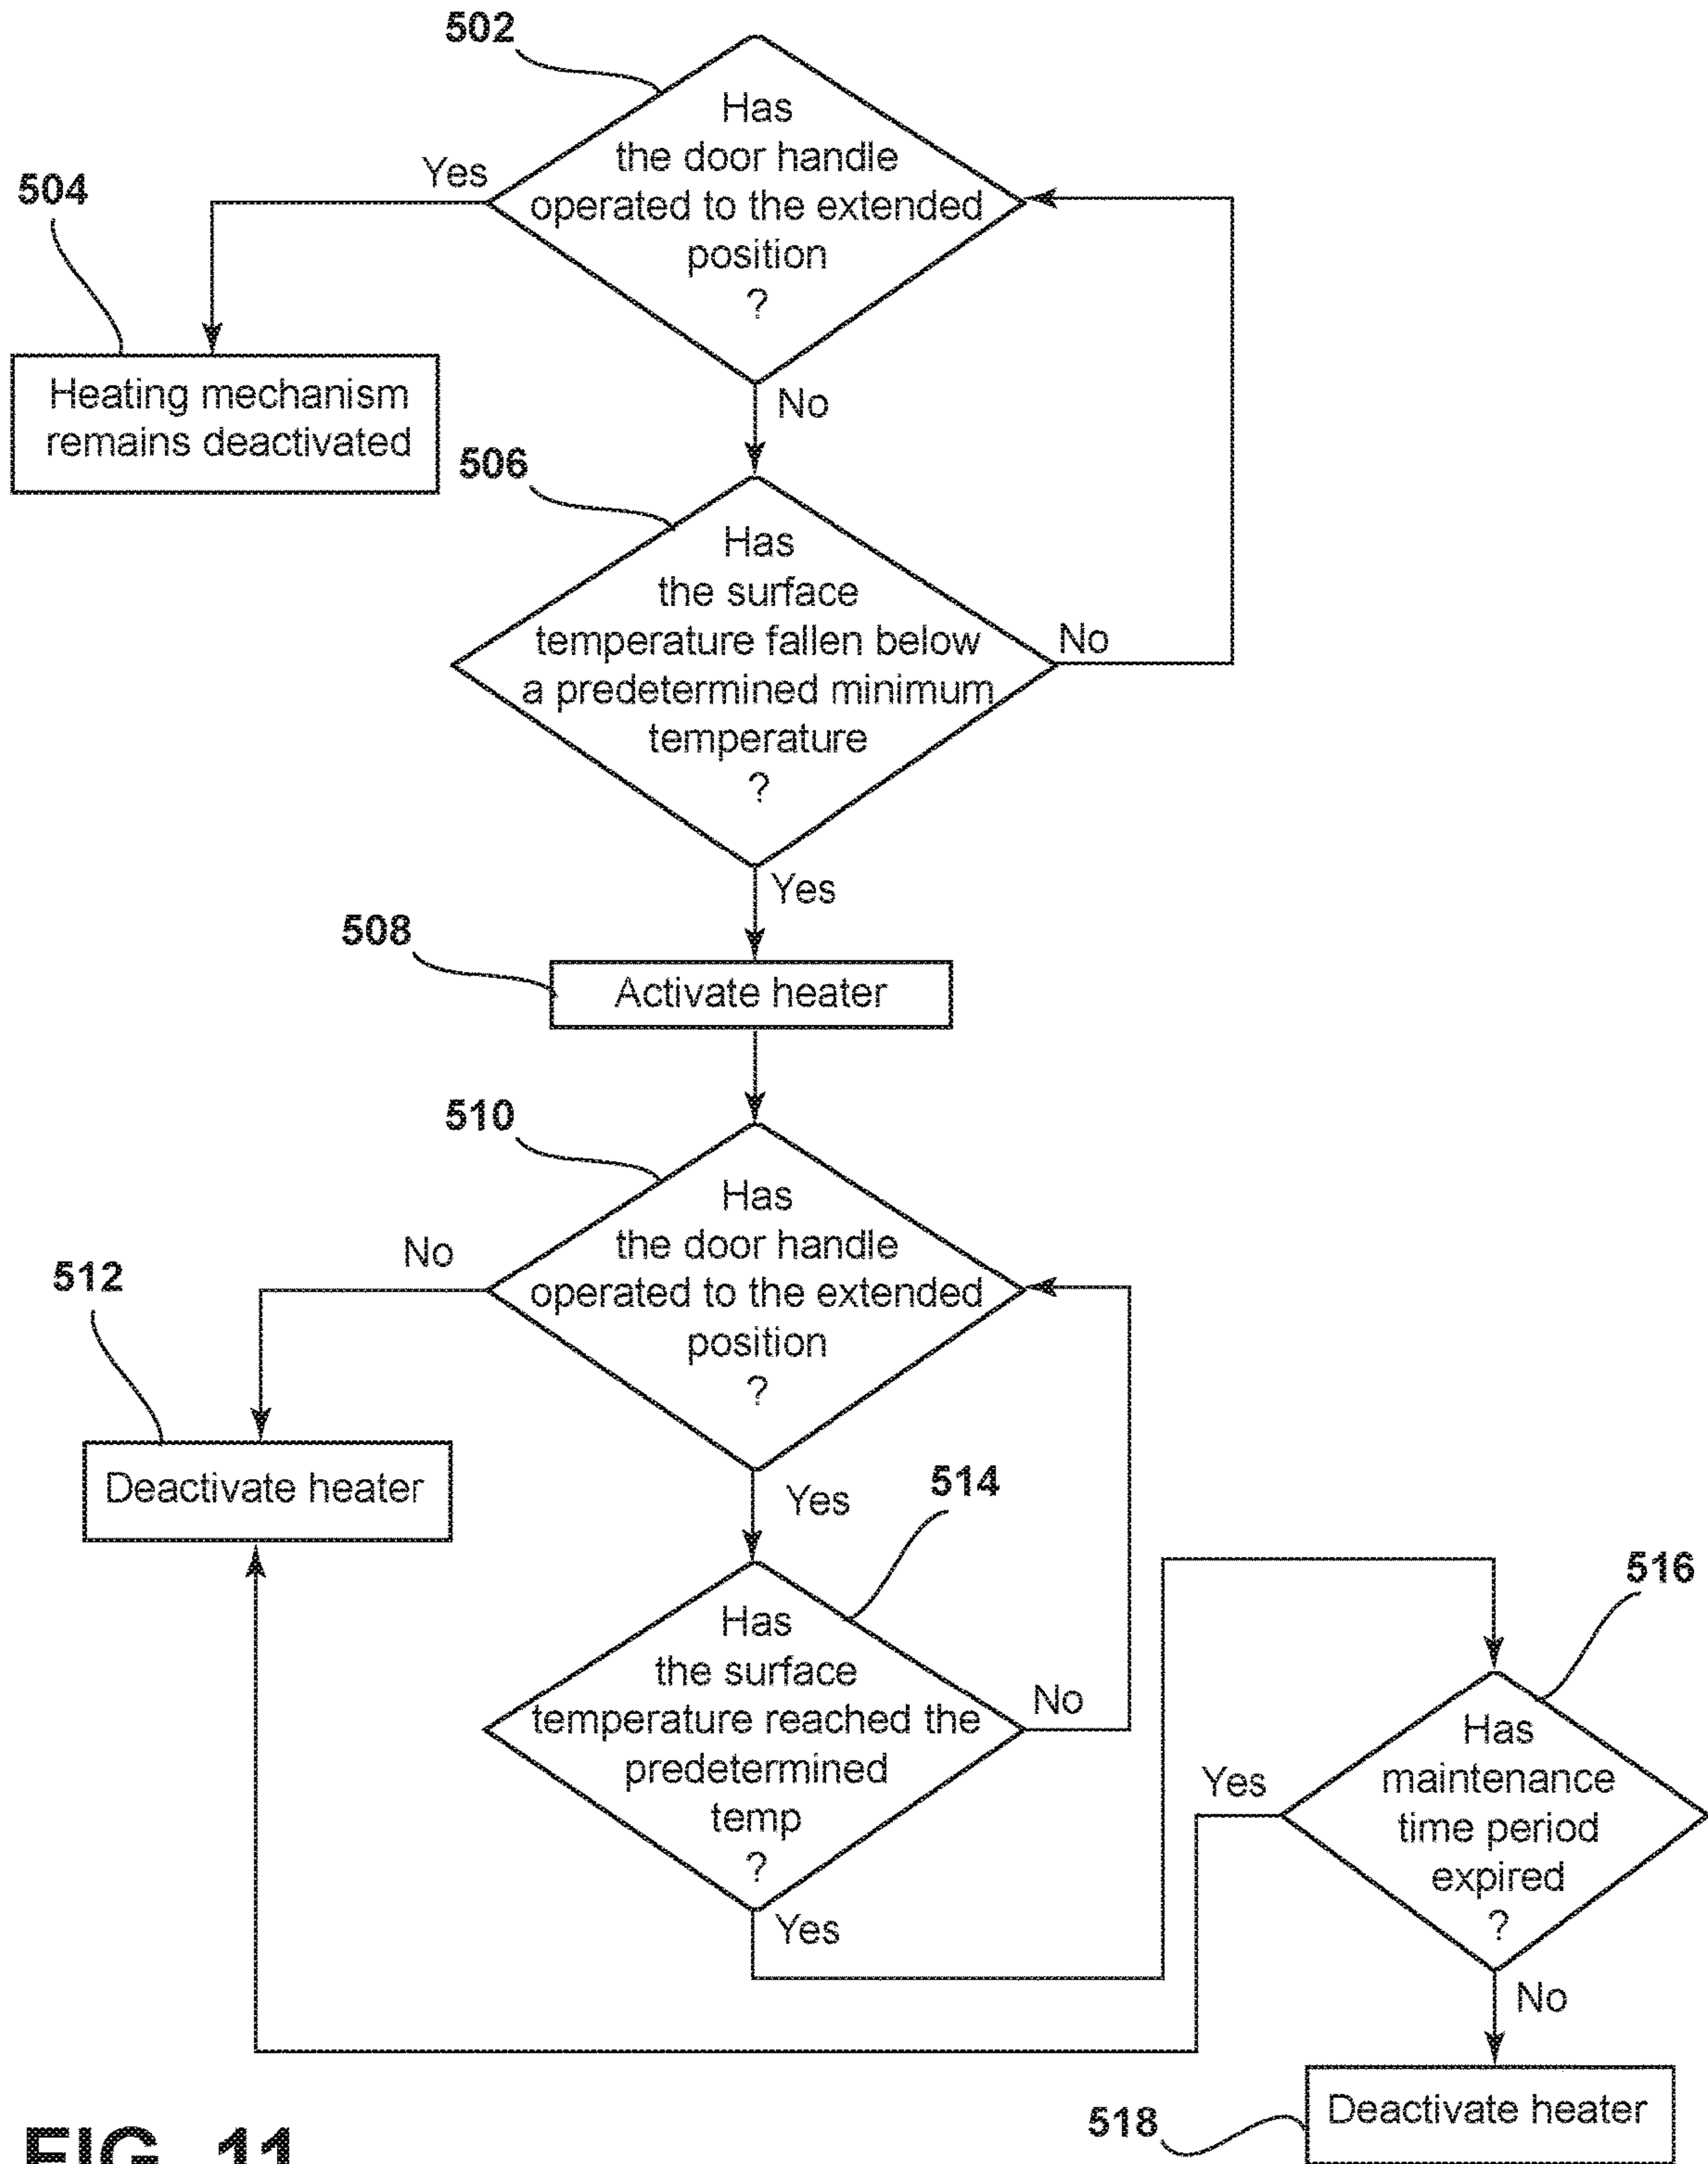 502
Has
the door handle
operated to the extended
position
?
Yes
504
Heating mechanism
remains deactivated
No
506
Has
the surface
temperature fallen below
a predetermined minimum
temperature
?
No
Yes
508
Activate heater
510
Has
the door handle
operated to the extended
position
?
No
512
Deactivate heater
Yes
514
Has
the surface
temperature reached the
predetermined
temp
?
No
Yes
516
Has
maintenance
time period
expired
?
Yes
No
518
Deactivate heater
FIG. 11